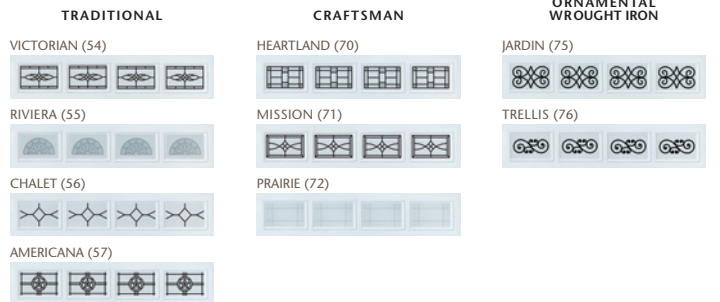 TRADITIONAL
VICTORIAN (54)
RIVIERA (55)
CHALET (56)
AMERICANA (57)
CRAFTSMAN
HEARTLAND (70)
MISSION (71)
PRAIRIE (72)
ORNAMENTAL
WROUGHT IRON
JARDIN (75)
TRELLIS (76)